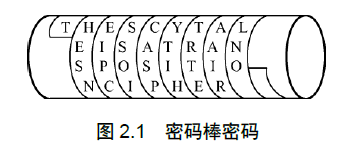 T H E S C Y T A L
E I S A T R A N
S P O S I T I O
N C I P H E R
图 2.1 密码棒密码